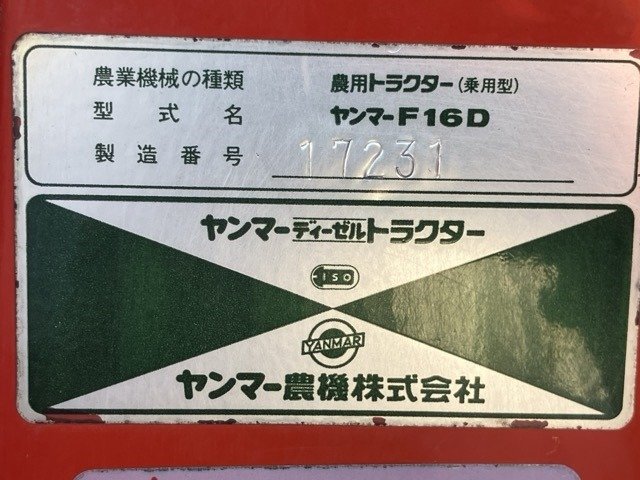 農業機械の種類 農用トラクター(乗用型)
型式名 ヤンマーF16D
製造番号 17231
ヤンマーディーゼルトラクター
ISO
YANMAR
ヤンマー農機株式会社